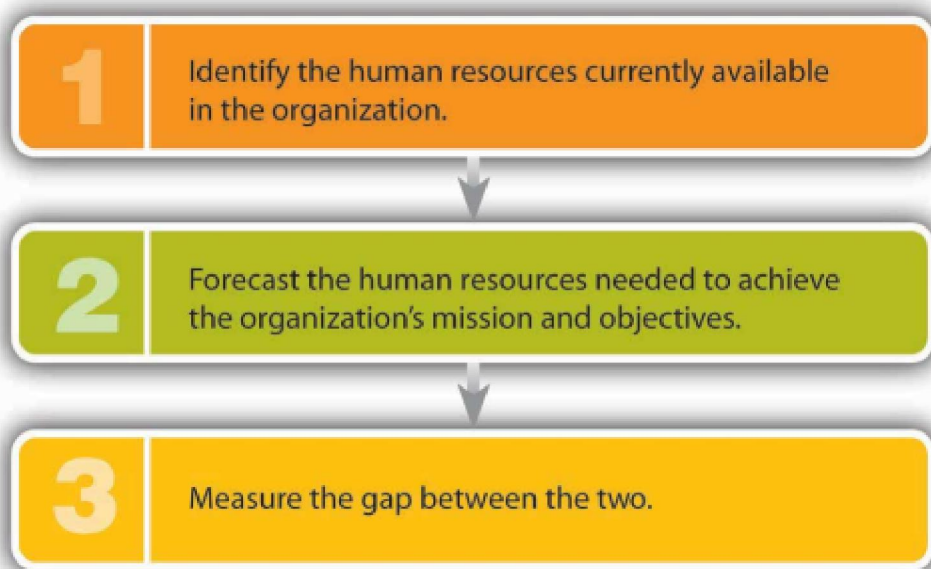 1
Identify the human resources currently available
in the organization.
2
Forecast the human resources needed to achieve
the organization’s mission and objectives.
3
Measure the gap between the two.